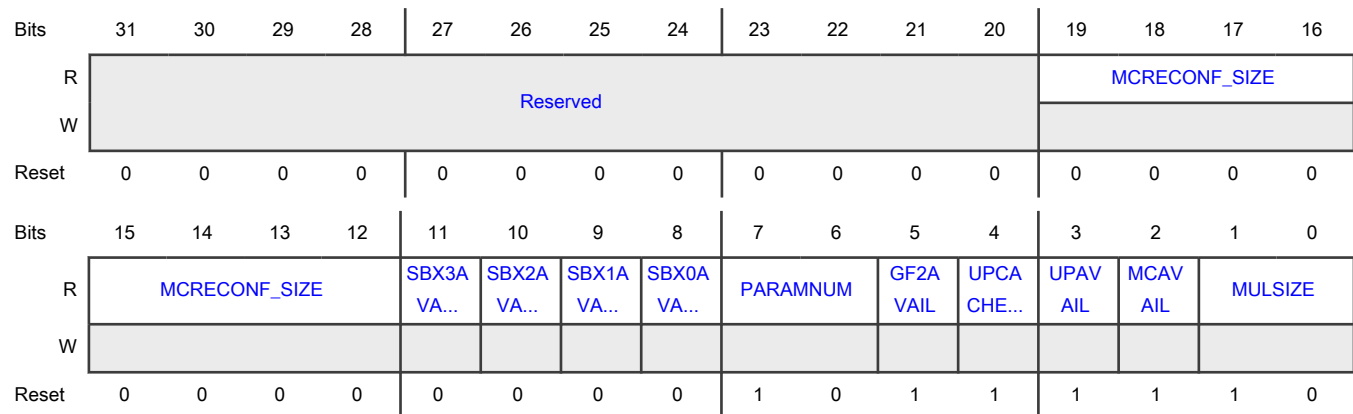 Bits 31 30 29 28 27 26 25 24 23 22 21 20 19 18 17 16
R Reserved MCRECONF_SIZE
W
Reset 0 0 0 0 0 0 0 0 0 0 0 0 0 0 0 0
Bits 15 14 13 12 11 10 9 8 7 6 5 4 3 2 1 0
R MCRECONF_SIZE SBX3A SBX2A SBX1A SBX0A PARAMNUM GF2A UPCA UPAV MCAV MULSIZE
VA... VA... VA... VA... VAIL CHE... AIL AIL
W
Reset 0 0 0 0 0 0 0 0 1 0 1 1 1 1 1 0